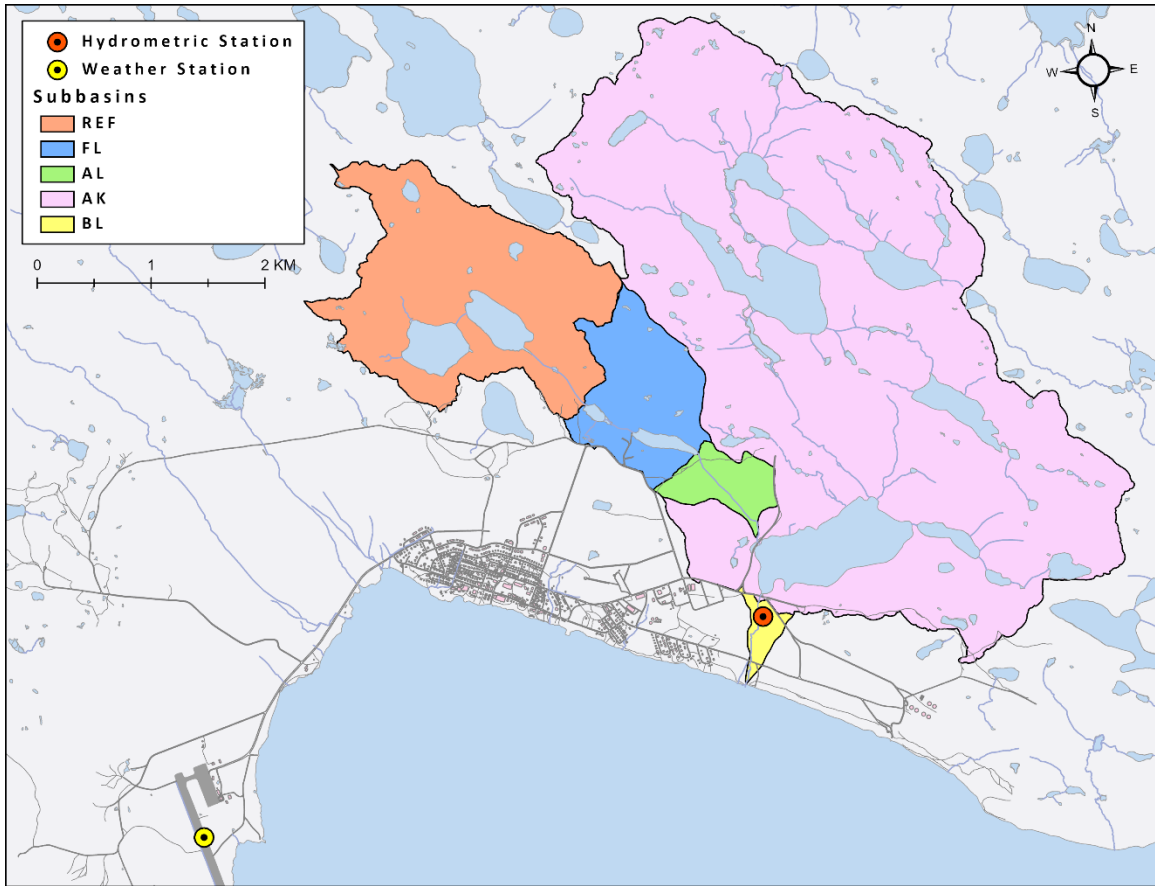 Hydrometric Station
Weather Station
Subbasins
REF
FL
AL
AK
BL
0 1 2 KM
N
W E
S